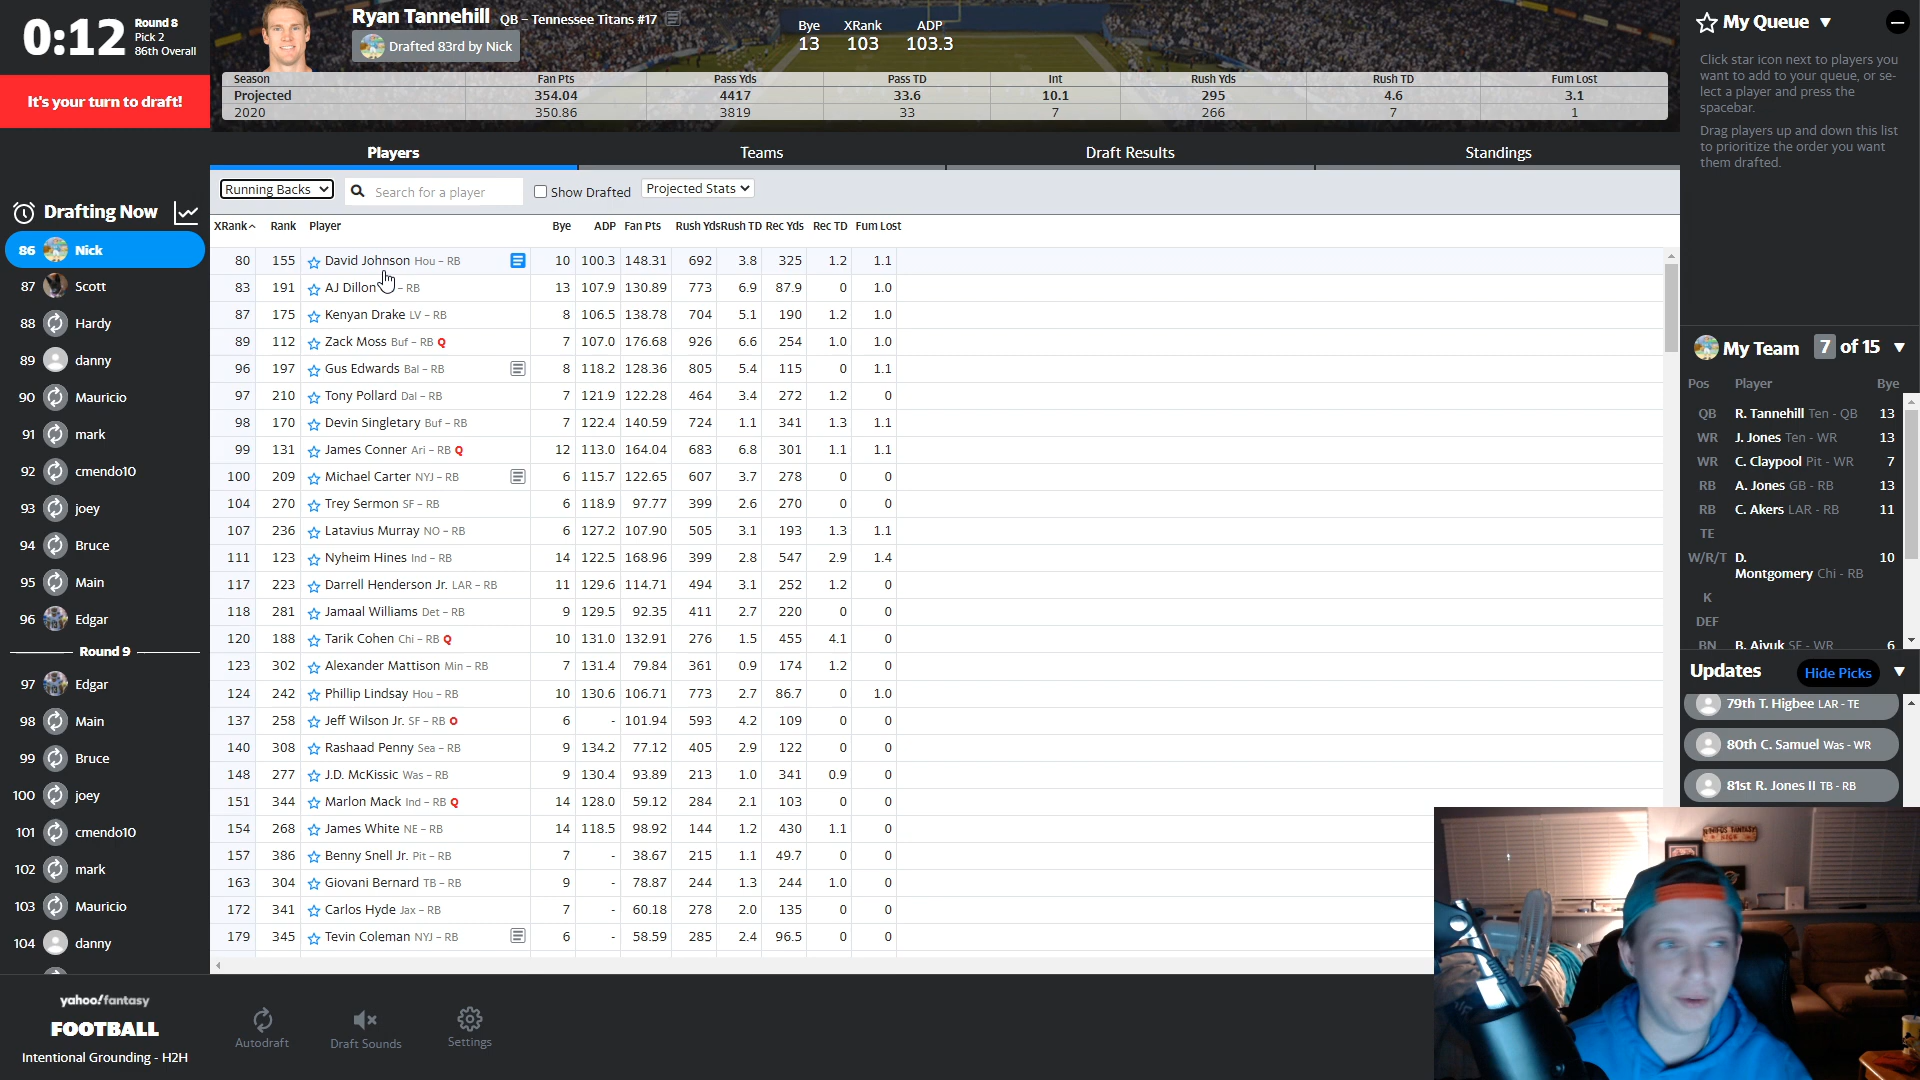 0:12
Round 8
Pick 2
86th Overall
It's your turn to draft!
Ryan Tannehill QB – Tennessee Titans #17
Drafted 83rd by Nick
Bye XRank ADP
13 103 103.3
Season Fan Pts Pass Yds Pass TD Int Rush Yds Rush TD Fum Lost
Projected 354.04 4417 33.6 10.1 295 4.6 3.1
2020 350.86 3819 33 7 266 7 1
Players Teams Draft Results Standings
Running Backs Search for a player Show Drafted Projected Stats
XRank Rank Player Bye ADP Fan Pts Rush Yds Rush TD Rec Yds Rec TD Fum Lost
80 155 David Johnson Hou – RB 10 100.3 148.31 692 3.8 325 1.2 1.1
83 191 AJ Dillon – RB 13 107.9 130.89 773 6.9 87.9 0 1.0
87 175 Kenyan Drake LV – RB 8 106.5 138.78 704 5.1 190 1.2 1.0
89 112 Zack Moss Buf – RB Q 7 107.0 176.68 926 6.6 254 1.0 1.0
96 197 Gus Edwards Bal – RB 8 118.2 128.36 805 5.4 115 0 1.1
97 210 Tony Pollard Dal – RB 7 121.9 122.28 464 3.4 272 1.2 0
98 170 Devin Singletary Buf – RB 7 122.4 140.59 724 1.1 341 1.3 1.1
99 131 James Conner Ari – RB Q 12 113.0 164.04 683 6.8 301 1.1 1.1
100 209 Michael Carter NYJ – RB 6 115.7 122.65 607 3.7 278 0 0
104 270 Trey Sermon SF – RB 6 118.9 97.77 399 2.6 270 0 0
107 236 Latavius Murray NO – RB 6 127.2 107.90 505 3.1 193 1.3 1.1
111 123 Nyheim Hines Ind – RB 14 122.5 168.96 399 2.8 547 2.9 1.4
117 223 Darrell Henderson Jr. LAR – RB 11 129.6 114.71 494 3.1 252 1.2 0
118 281 Jamaal Williams Det – RB 9 129.5 92.35 411 2.7 220 0 0
120 188 Tarik Cohen Chi – RB Q 10 131.0 132.91 276 1.5 455 4.1 0
123 302 Alexander Mattison Min – RB 7 131.4 79.84 361 0.9 174 1.2 0
124 242 Phillip Lindsay Hou – RB 10 130.6 106.71 773 2.7 86.7 0 1.0
137 258 Jeff Wilson Jr. SF – RB O 6 - 101.94 593 4.2 109 0 0
140 308 Rashaad Penny Sea – RB 9 134.2 77.12 405 2.9 122 0 0
148 277 J.D. McKissic Was – RB 9 130.4 93.89 213 1.0 341 0.9 0
151 344 Marlon Mack Ind – RB Q 14 128.0 59.12 284 2.1 103 0 0
154 268 James White NE – RB 14 118.5 98.92 144 1.2 430 1.1 0
157 386 Benny Snell Jr. Pit – RB 7 - 38.67 215 1.1 49.7 0 0
163 304 Giovani Bernard TB – RB 9 - 78.87 244 1.3 244 1.0 0
172 341 Carlos Hyde Jax – RB 7 - 60.18 278 2.0 135 0 0
179 345 Tevin Coleman NYJ – RB 6 - 58.59 285 2.4 96.5 0 0
Drafting Now
86 Nick
87 Scott
88 Hardy
89 danny
90 Mauricio
91 mark
92 cmendo10
93 joey
94 Bruce
95 Main
96 Edgar
Round 9
97 Edgar
98 Main
99 Bruce
100 joey
101 cmendo10
102 mark
103 Mauricio
104 danny
yahoo!fantasy
FOOTBALL
Intentional Grounding - H2H
Autodraft
Draft Sounds
Settings
My Queue
Click star icon next to players you
want to add to your queue, or se-
lect a player and press the
spacebar.
Drag players up and down this list
to prioritize the order you want
them drafted.
My Team 7 of 15
Pos Player Bye
QB R. Tannehill Ten - QB 13
WR J. Jones Ten - WR 13
WR C. Claypool Pit - WR 7
RB A. Jones GB - RB 13
RB C. Akers LAR - RB 11
TE
W/R/T D. 10
Montgomery Chi - RB
K
DEF
BN B. Aiyuk SF - WR 6
Updates Hide Picks
79th T. Higbee LAR - TE
80th C. Samuel Was - WR
81st R. Jones II TB - RB